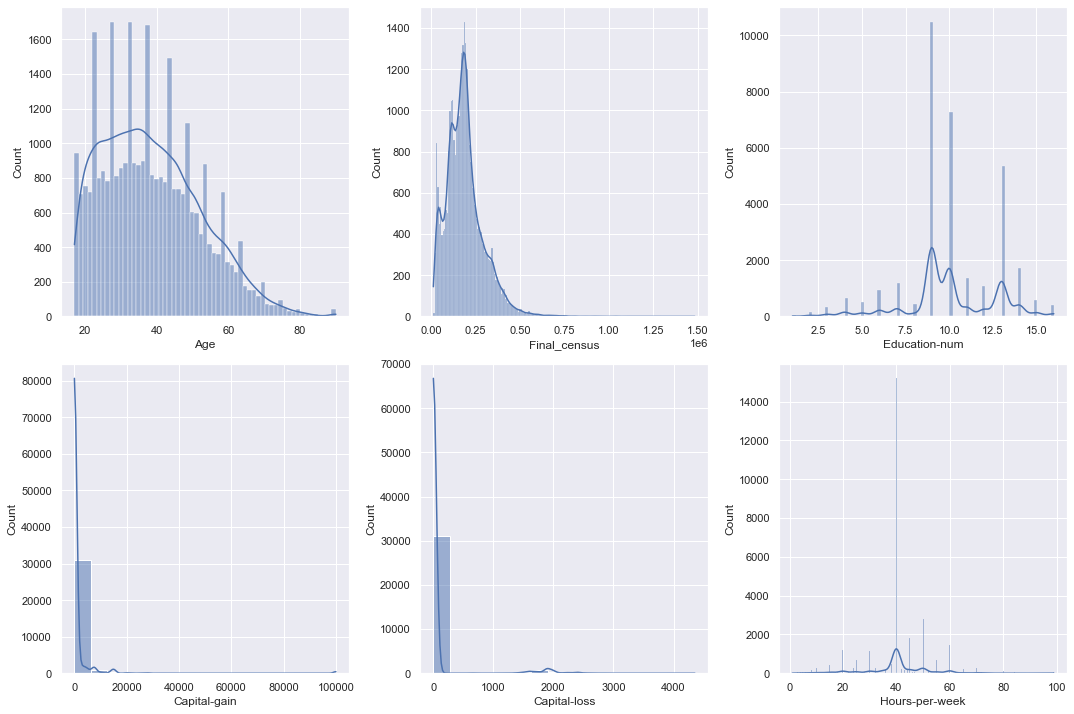 1600
1400
1200
1000
800
600
400
200
0
Count
20 40 60 80
Age
1400
1200
1000
800
600
400
200
0
Count
0.00 0.25 0.50 0.75 1.00 1.25 1.50
1e6
Final_census
10000
8000
6000
4000
2000
0
Count
2.5 5.0 7.5 10.0 12.5 15.0
Education-num
80000
70000
60000
50000
40000
30000
20000
10000
0
Count
0 20000 40000 60000 80000 100000
Capital-gain
70000
60000
50000
40000
30000
20000
10000
0
Count
0 1000 2000 3000 4000
Capital-loss
14000
12000
10000
8000
6000
4000
2000
0
Count
0 20 40 60 80 100
Hours-per-week